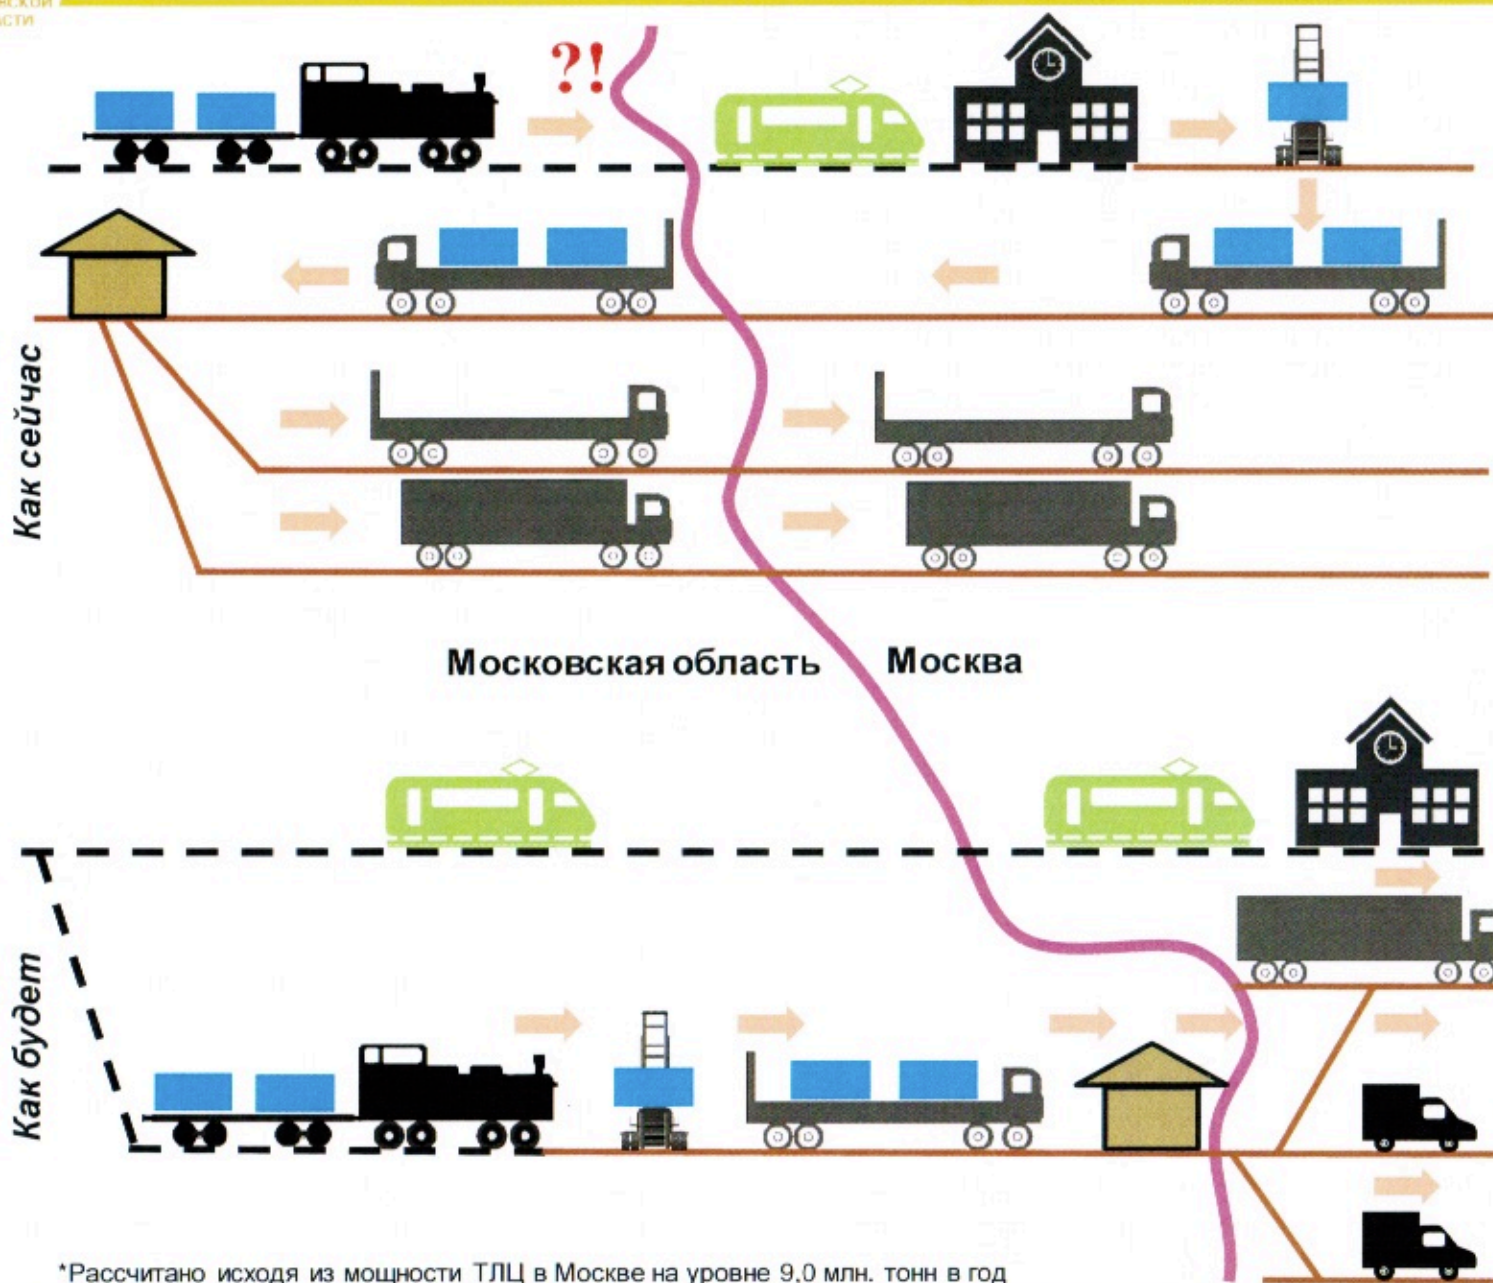 СТИ
?!
Как сейчас
Московская область
Москва
Как будет
*Рассчитано исходя из мощности ТЛЦ в Москве на уровне 9,0 млн. тонн в год